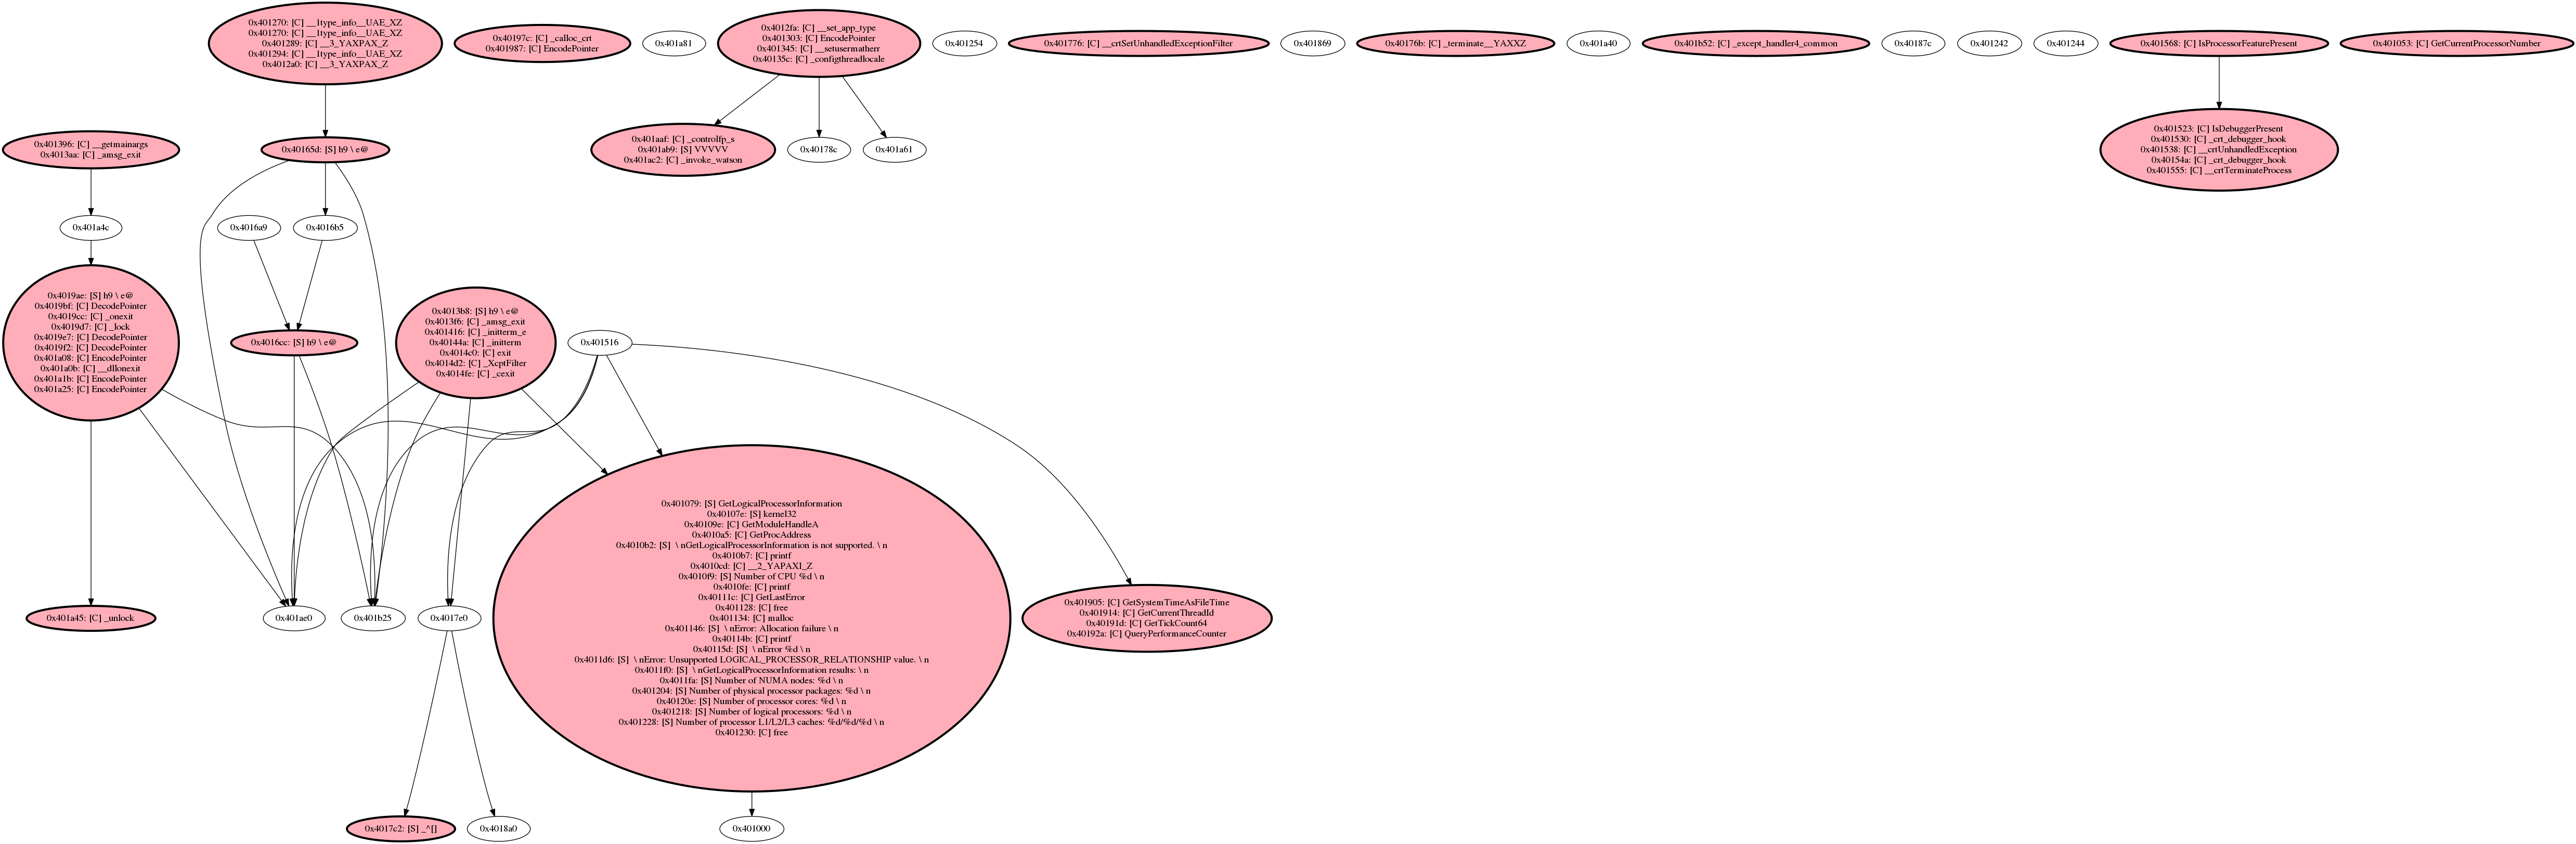 0x401270: [C] __1type_info__UAE_XZ
0x401270: [C] __1type_info__UAE_XZ
0x401289: [C] __3_YAXPAX_Z
0x401294: [C] __1type_info__UAE_XZ
0x4012a0: [C] __3_YAXPAX_Z
0x40197c: [C] _calloc_crt
0x401987: [C] EncodePointer
0x401a81
0x4012fa: [C] __set_app_type
0x401303: [C] EncodePointer
0x401345: [C] __setusermatherr
0x40135c: [C] _configthreadlocale
0x401254
0x401776: [C] __crtSetUnhandledExceptionFilter
0x401869
0x40176b: [C] _terminate__YAXXZ
0x401a40
0x401b52: [C] _except_handler4_common
0x40187c
0x401242
0x401244
0x401568: [C] IsProcessorFeaturePresent
0x401053: [C] GetCurrentProcessorNumber
0x401396: [C] __getmainargs
0x4013aa: [C] _amsg_exit
0x40165d: [S] h9 \ e@
0x401aaf: [C] _controlfp_s
0x401ab9: [S] VVVVV
0x401ac2: [C] _invoke_watson
0x40178c
0x401a61
0x401523: [C] IsDebuggerPresent
0x401530: [C] _crt_debugger_hook
0x401538: [C] __crtUnhandledException
0x40154a: [C] _crt_debugger_hook
0x401555: [C] __crtTerminateProcess
0x401a4c
0x4016a9
0x4016b5
0x4019ae: [S] h9 \ e@
0x4019bf: [C] DecodePointer
0x4019cc: [C] _onexit
0x4019d7: [C] _lock
0x4019e7: [C] DecodePointer
0x4019f2: [C] DecodePointer
0x401a08: [C] EncodePointer
0x401a0b: [C] __dllonexit
0x401a1b: [C] EncodePointer
0x401a25: [C] EncodePointer
0x4016cc: [S] h9 \ e@
0x4013b8: [S] h9 \ e@
0x4013f6: [C] _amsg_exit
0x401416: [C] _initterm_e
0x40144a: [C] _initterm
0x4014c0: [C] exit
0x4014d2: [C] _XcptFilter
0x4014fe: [C] _cexit
0x401516
0x401a45: [C] _unlock
0x401ae0
0x401b25
0x4017e0
0x401079: [S] GetLogicalProcessorInformation
0x40107e: [S] kernel32
0x40109e: [C] GetModuleHandleA
0x4010a5: [C] GetProcAddress
0x4010b2: [S]  \ nGetLogicalProcessorInformation is not supported. \ n
0x4010b7: [C] printf
0x4010cd: [C] __2_YAPAXI_Z
0x4010f9: [S] Number of CPU %d \ n
0x4010fe: [C] printf
0x40111c: [C] GetLastError
0x401128: [C] free
0x401134: [C] malloc
0x401146: [S]  \ nError: Allocation failure \ n
0x40114b: [C] printf
0x40115d: [S]  \ nError %d \ n
0x4011d6: [S]  \ nError: Unsupported LOGICAL_PROCESSOR_RELATIONSHIP value. \ n
0x4011f0: [S]  \ nGetLogicalProcessorInformation results: \ n
0x4011fa: [S] Number of NUMA nodes: %d \ n
0x401204: [S] Number of physical processor packages: %d \ n
0x40120e: [S] Number of processor cores: %d \ n
0x401218: [S] Number of logical processors: %d \ n
0x401228: [S] Number of processor L1/L2/L3 caches: %d/%d/%d \ n
0x401230: [C] free
0x401905: [C] GetSystemTimeAsFileTime
0x401914: [C] GetCurrentThreadId
0x40191d: [C] GetTickCount64
0x40192a: [C] QueryPerformanceCounter
0x4017c2: [S] _^[]
0x4018a0
0x401000